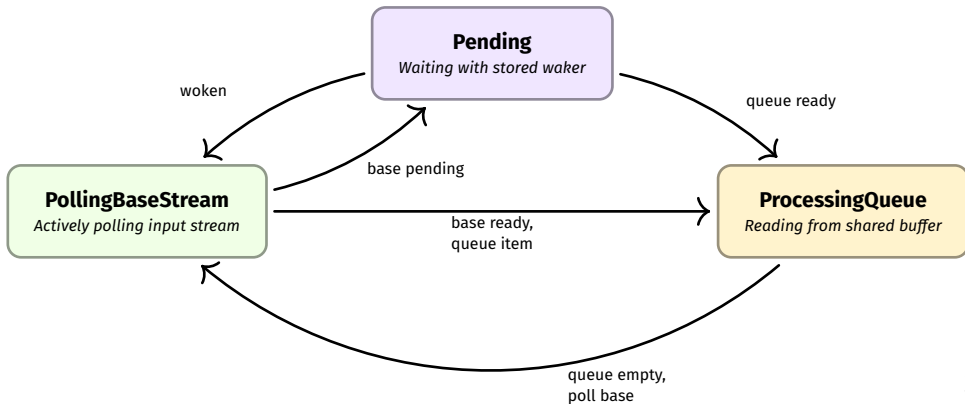 Pending
Waiting with stored waker
woken
queue ready
base pending
PollingBaseStream
Actively polling input stream
ProcessingQueue
Reading from shared buffer
base ready,
queue item
queue empty,
poll base